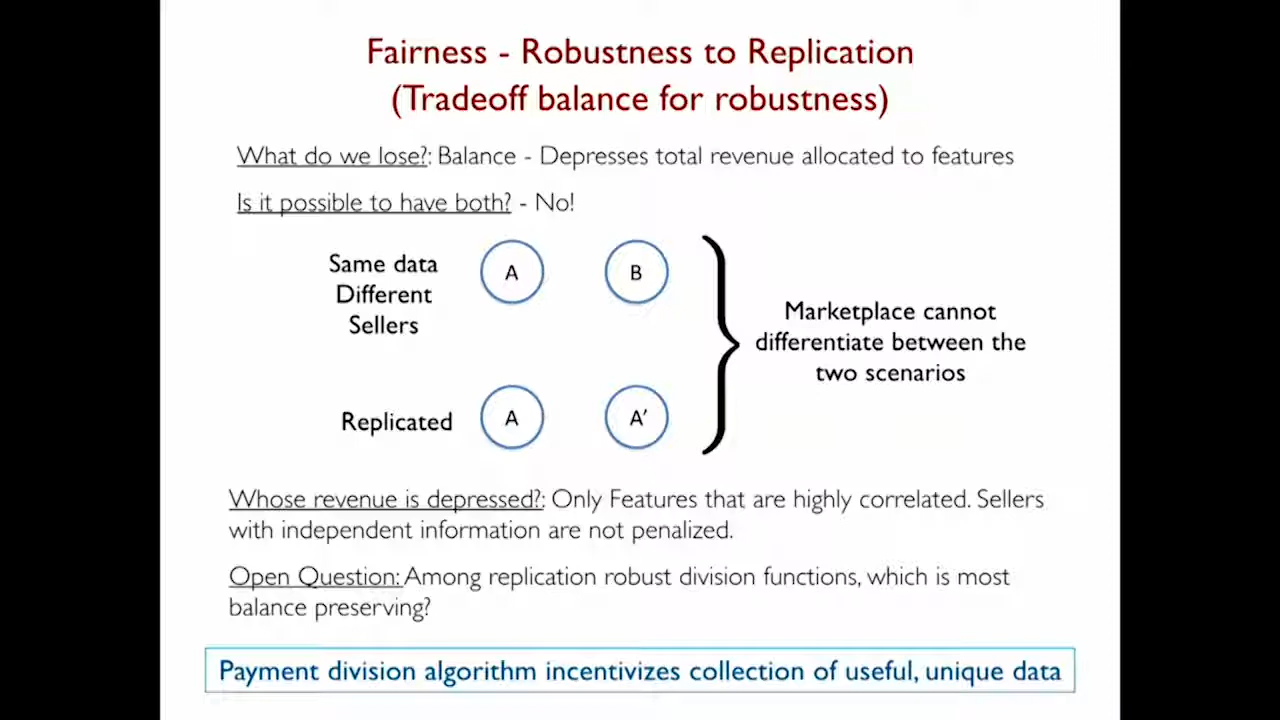 Fairness - Robustness to Replication
(Tradeoff balance for robustness)
What do we lose?: Balance - Depresses total revenue allocated to features
Is it possible to have both? - No!
Same data
Different
Sellers
A
B
Marketplace cannot
differentiate between the
two scenarios
Replicated
A
A′
Whose revenue is depressed?: Only Features that are highly correlated. Sellers
with independent information are not penalized.
Open Question: Among replication robust division functions, which is most
balance preserving?
Payment division algorithm incentivizes collection of useful, unique data